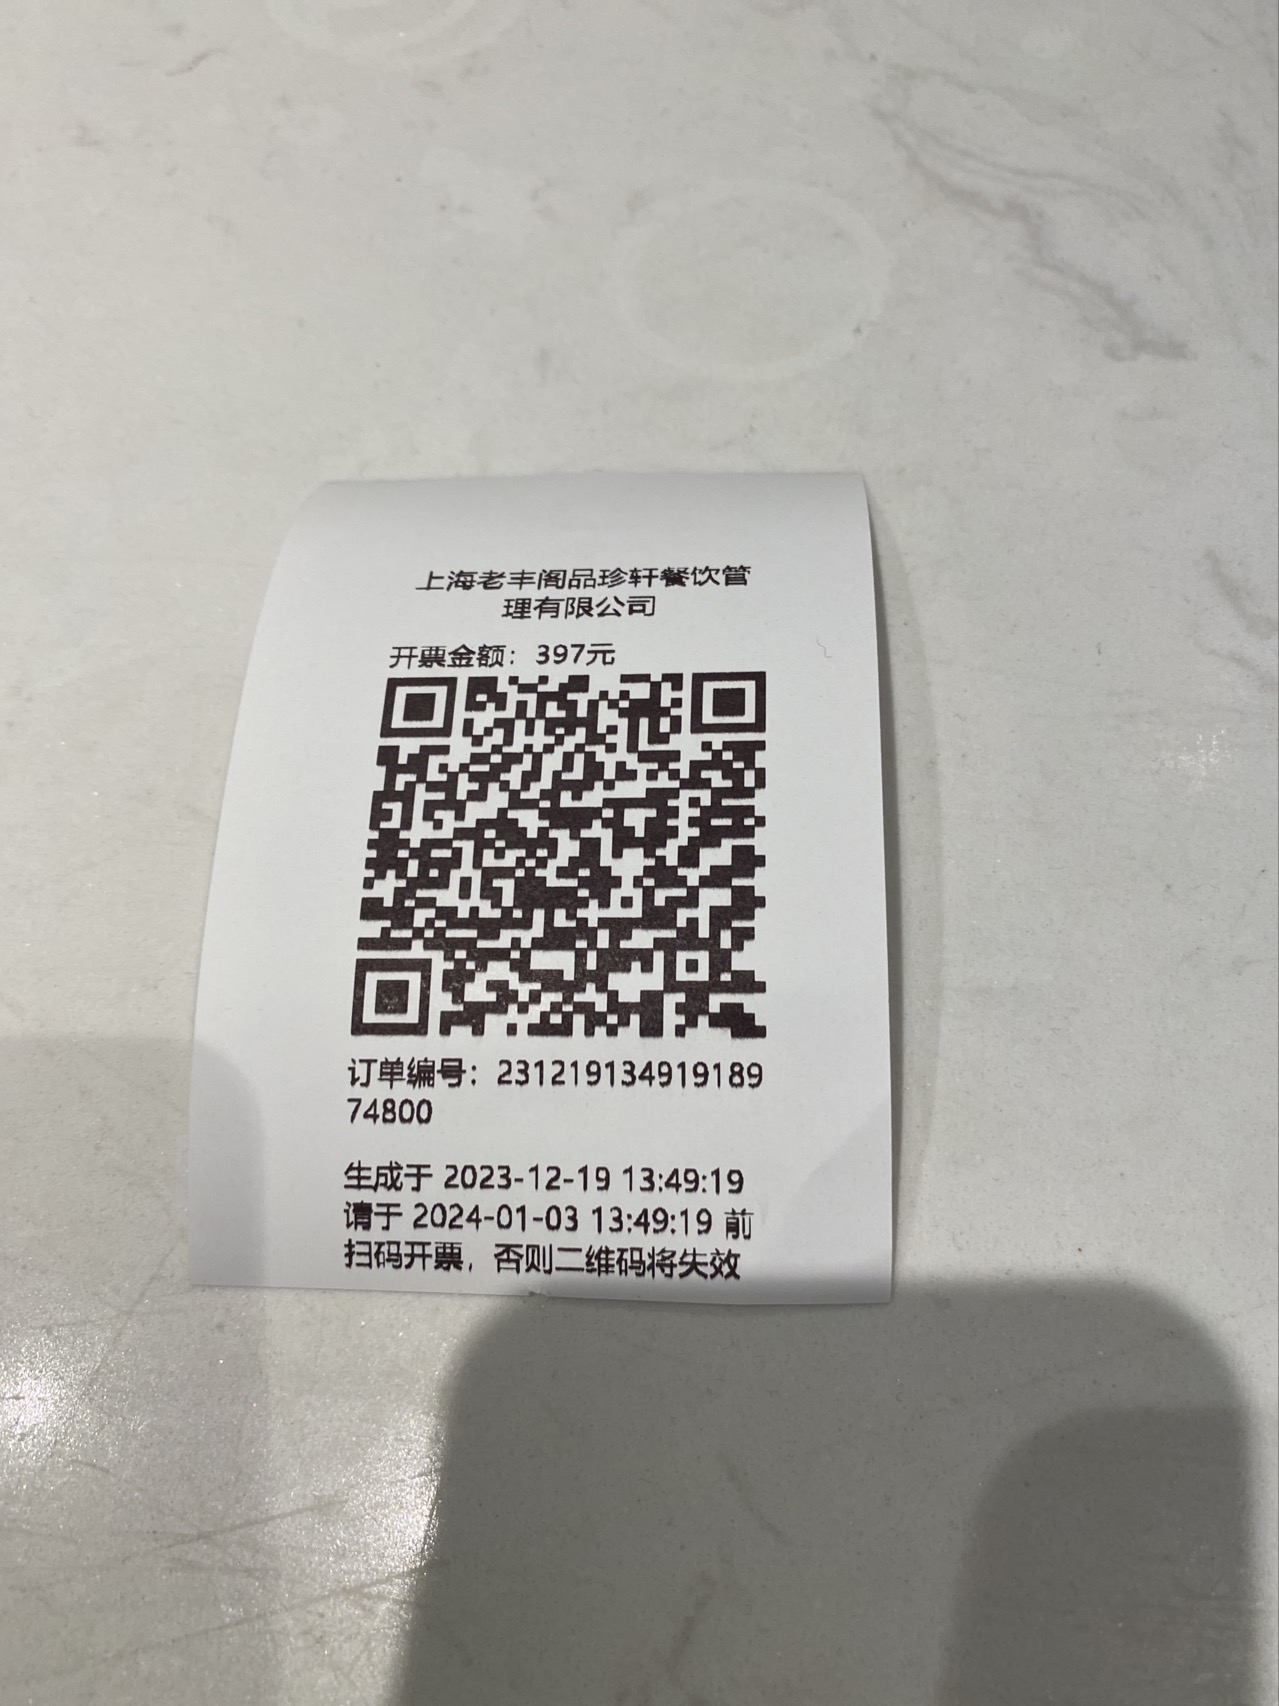 上海老丰阁品珍轩餐饮管
理有限公司
开票金额：397元
订单编号：231219134919189
74800
生成于 2023-12-19 13:49:19
请于 2024-01-03 13:49:19 前
扫码开票，否则二维码将失效